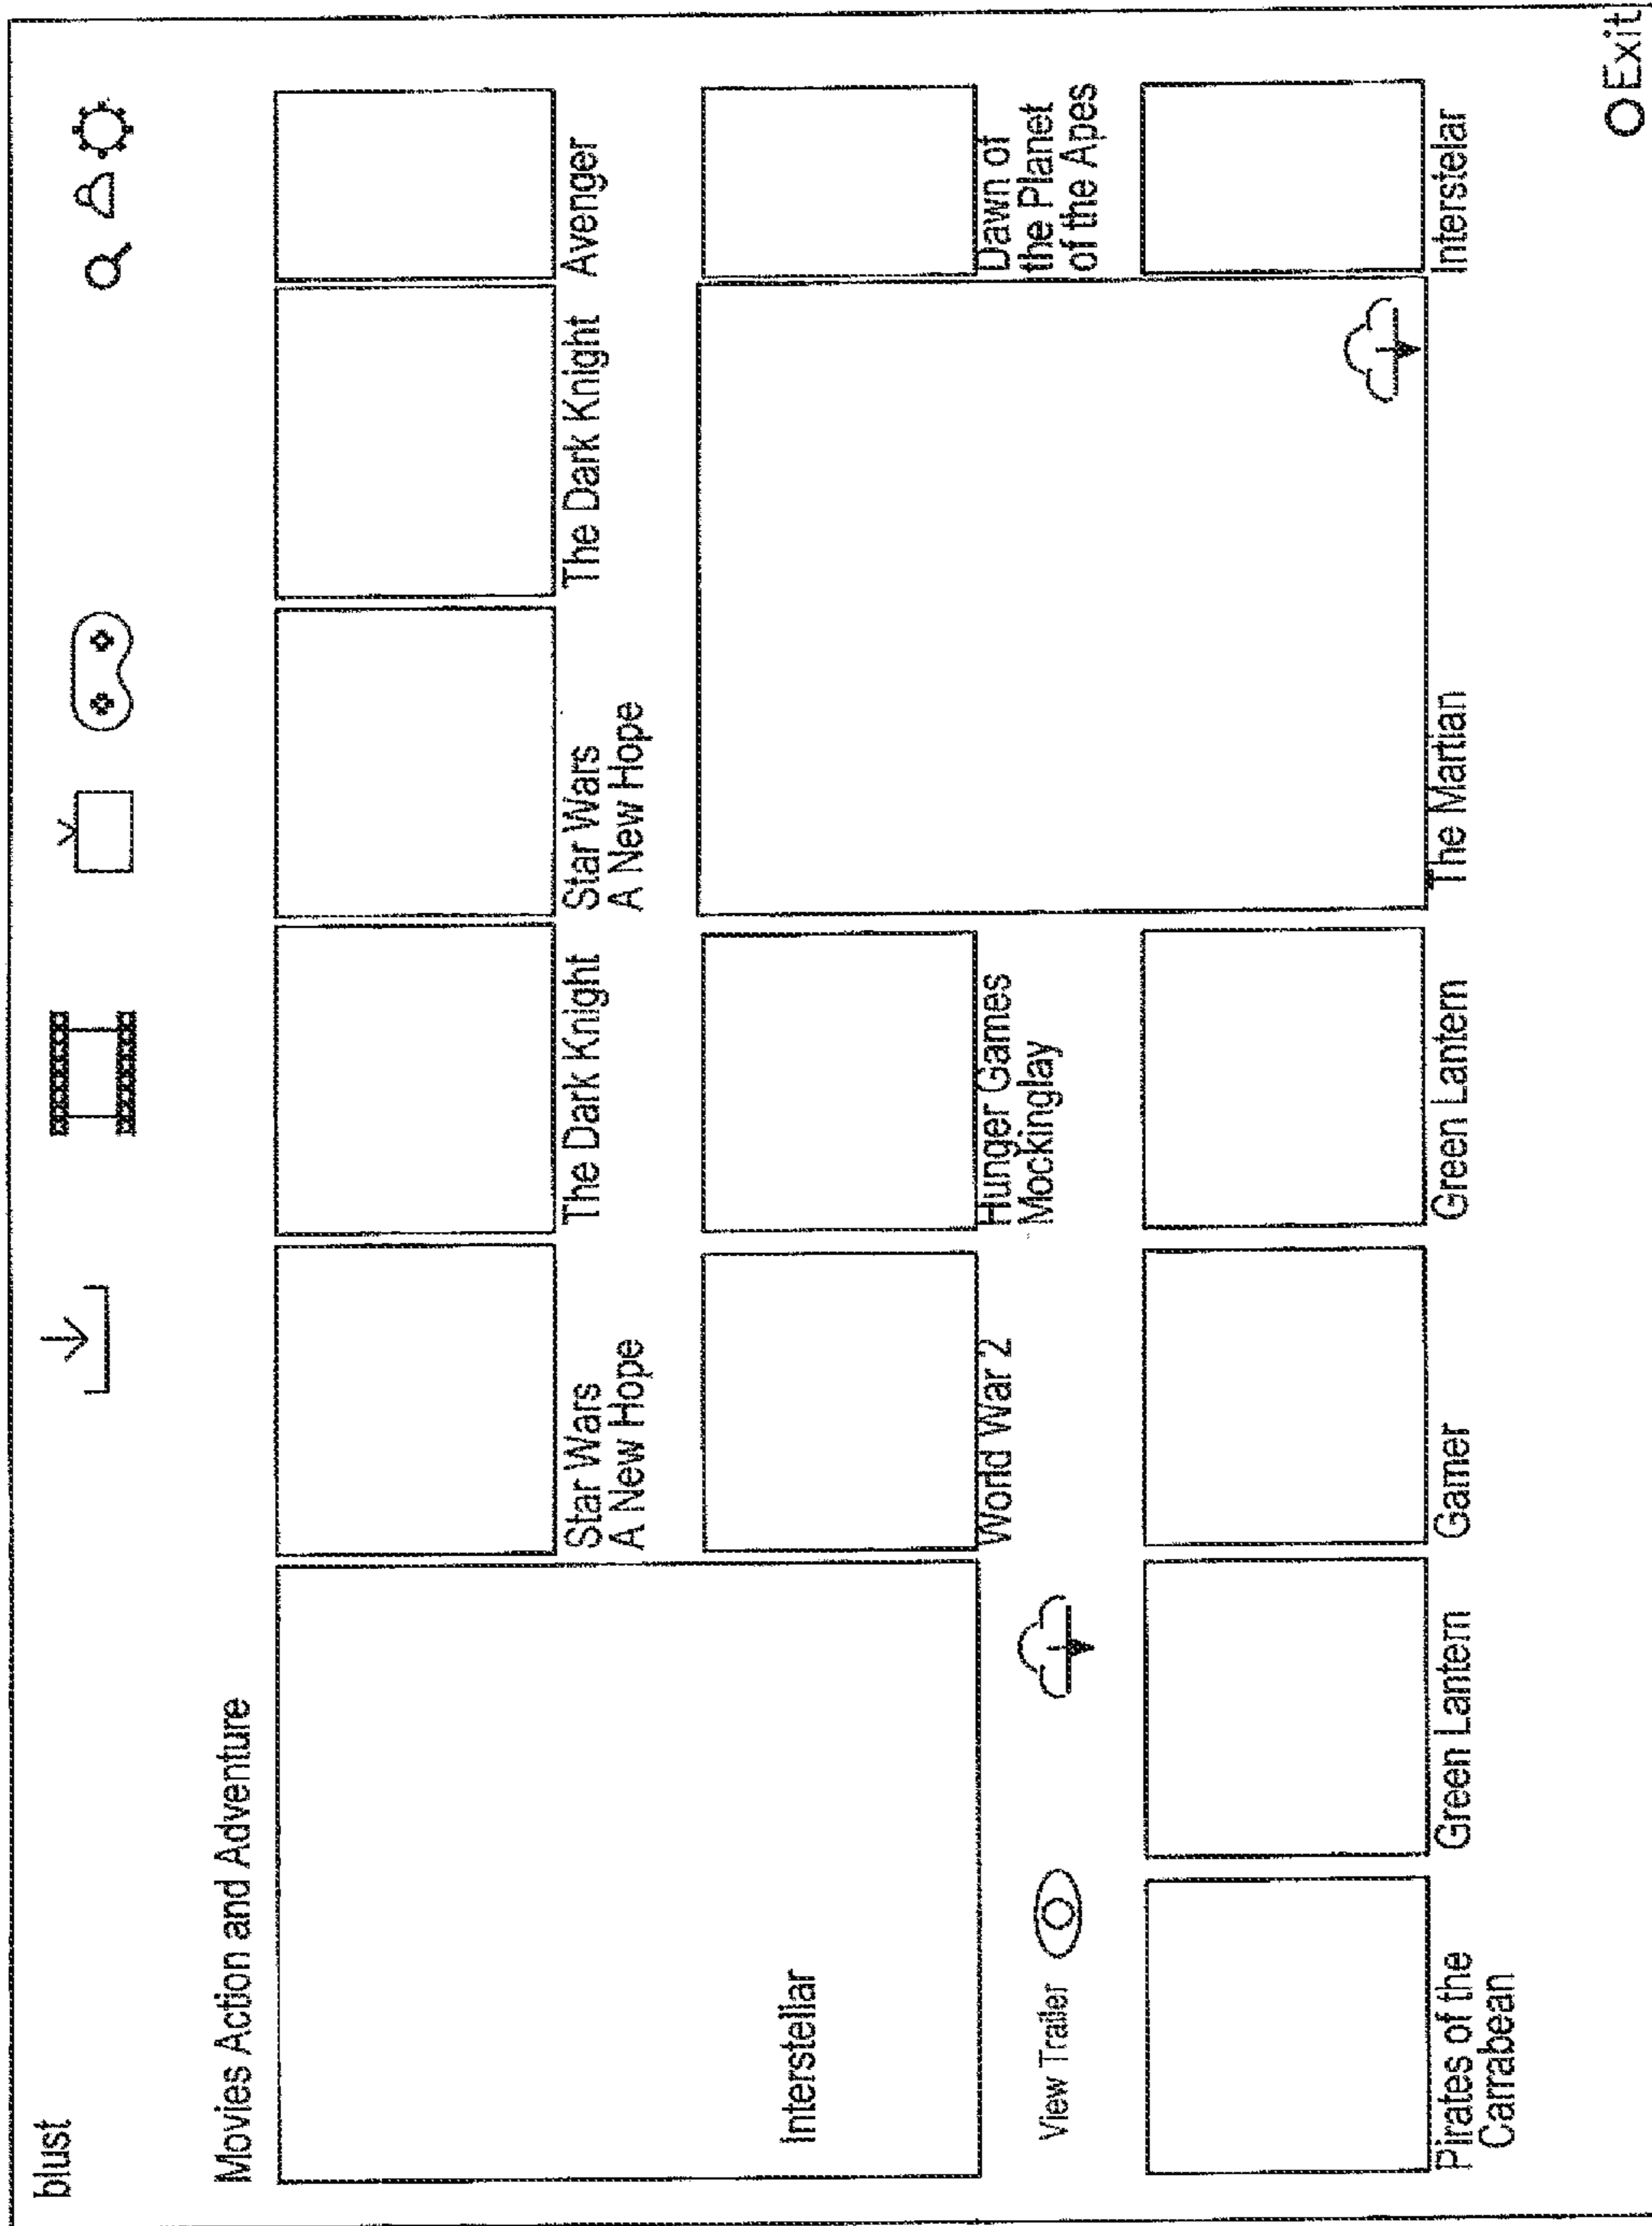 blust
Movies Action and Adventure
Interstellar
Star Wars
A New Hope
The Dark Knight
Star Wars
A New Hope
The Dark Knight
Avenger
View Trailer
World War 2
Hunger Games
Mockinglay
Dawn of
the Planet
of the Apes
Pirates of the
Carrabean
Green Lantern
Gamer
Green Lantern
The Martian
Interstelar
Exit